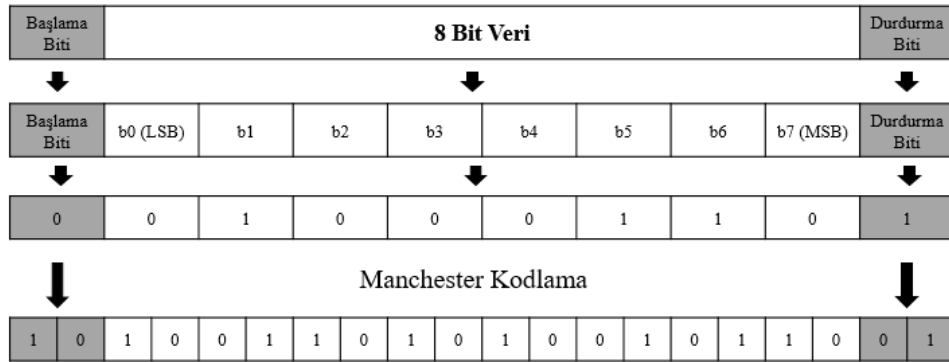 Başlama Biti 8 Bit Veri Durdurma Biti
Başlama Biti b0 (LSB) b1 b2 b3 b4 b5 b6 b7 (MSB) Durdurma Biti
0 0 1 0 0 0 1 1 0 1
Manchester Kodlama
1 0 1 0 0 1 1 0 1 0 1 0 0 1 0 1 1 0 0 1